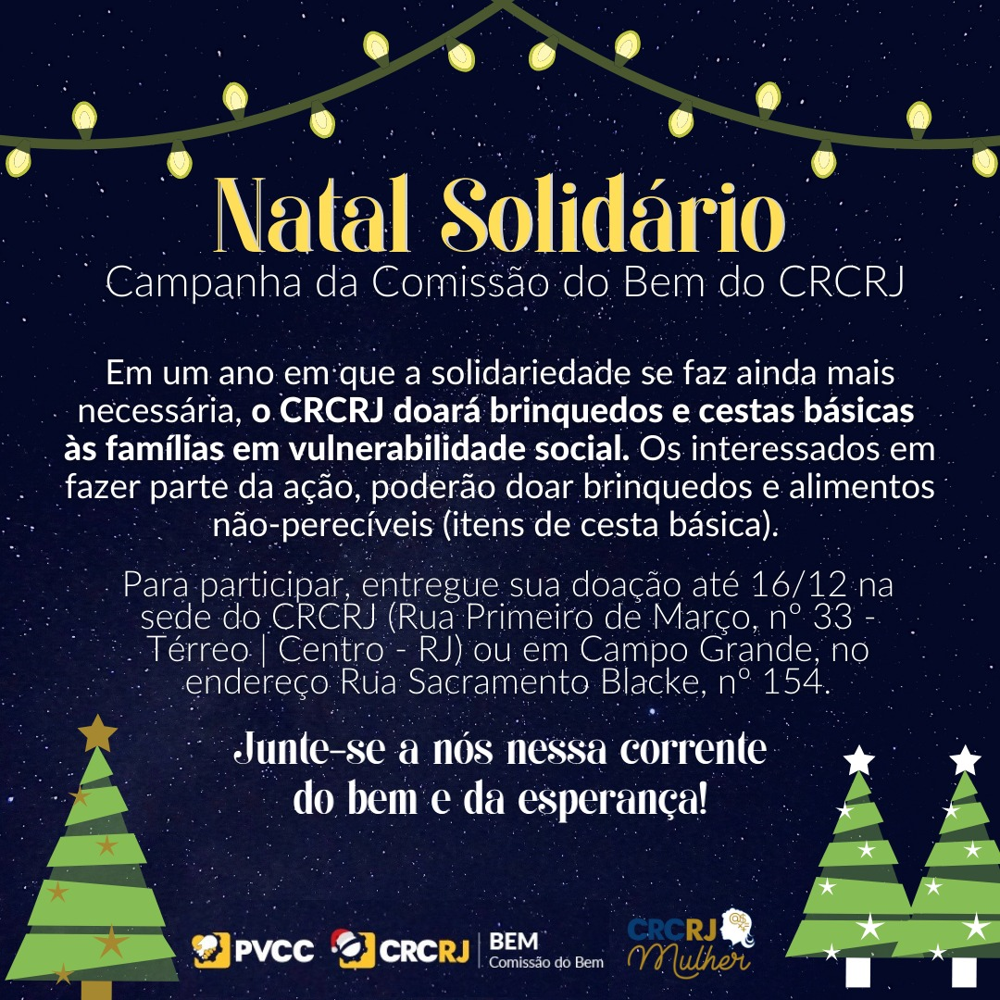 Natal Solidário
Campanha da Comissão do Bem do CRCRJ
Em um ano em que a solidariedade se faz ainda mais
necessária, o CRCRJ doará brinquedos e cestas básicas
às famílias em vulnerabilidade social. Os interessados em
fazer parte da ação, poderão doar brinquedos e alimentos
não-perecíveis (itens de cesta básica).
Para participar, entregue sua doação até 16/12 na
sede do CRCRJ (Rua Primeiro de Março, nº 33 -
Térreo | Centro - RJ) ou em Campo Grande, no
endereço Rua Sacramento Blacke, nº 154.
Junte-se a nós nessa corrente
do bem e da esperança!
PVCC
CRCRJ
BEM
Comissão do Bem
CRCRJ
Mulher